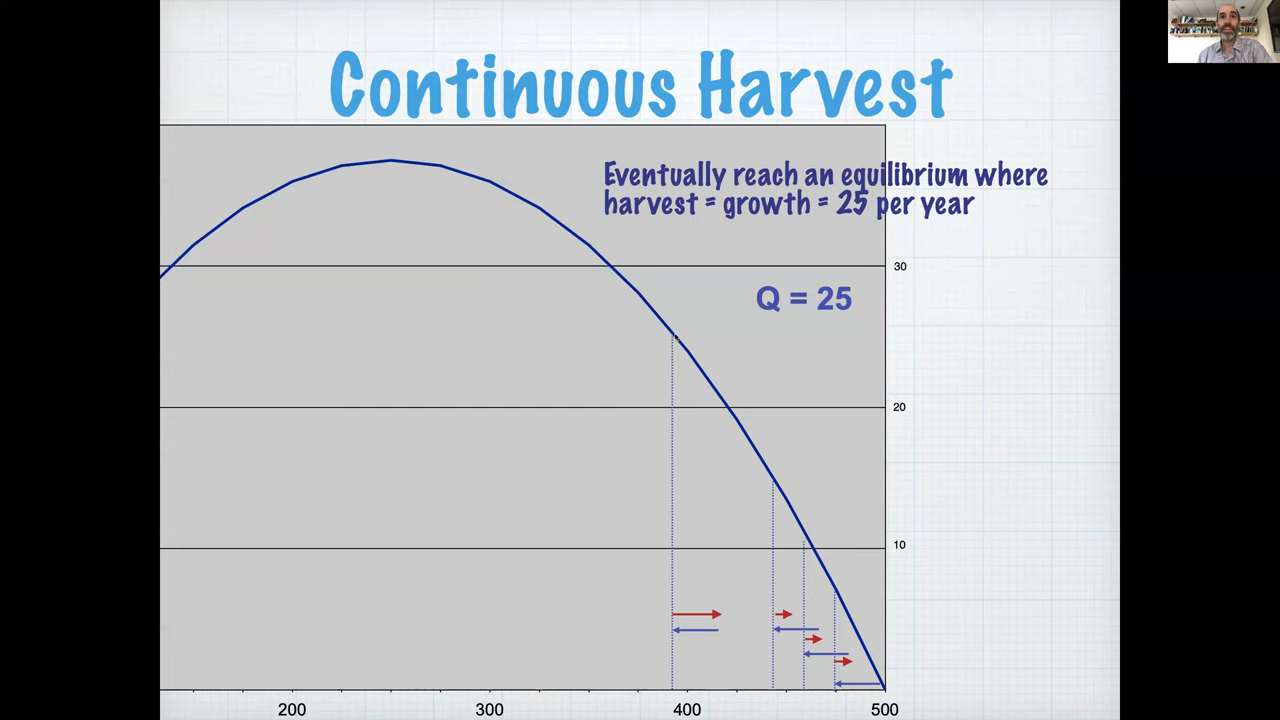 Continuous Harvest
Eventually reach an equilibrium where
harvest = growth = 25 per year
Q = 25
30
20
10
200
300
400
500